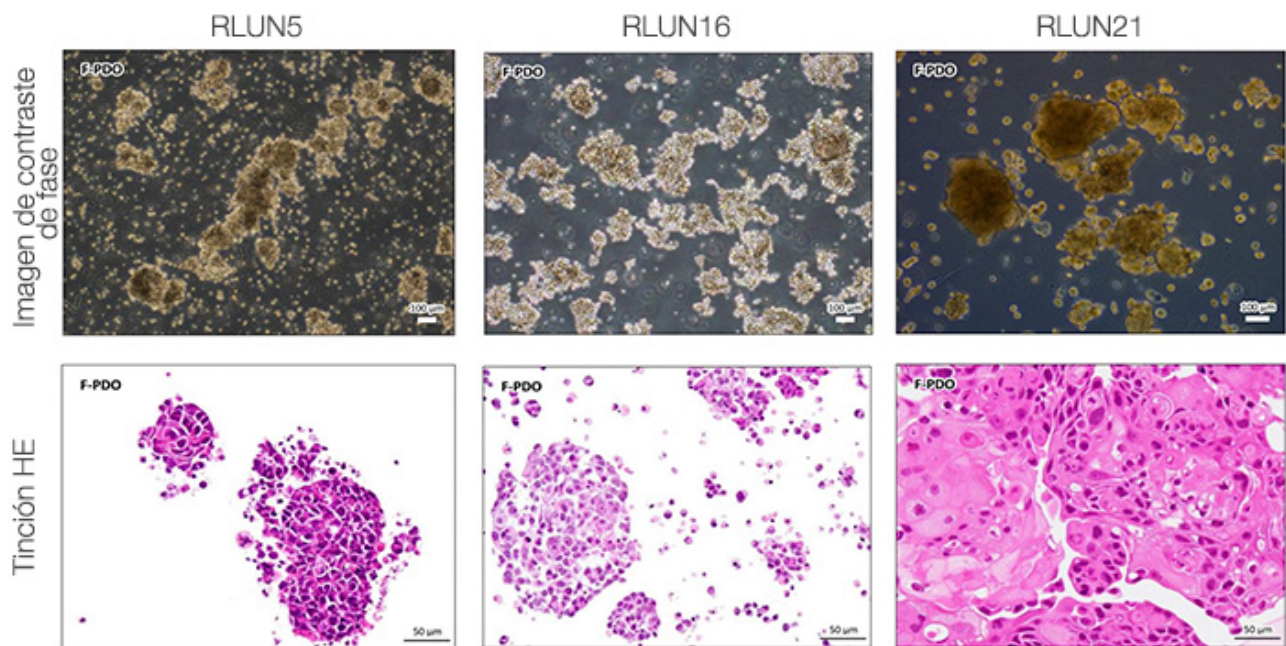 RLUN5
RLUN16
RLUN21
Imagen de contraste
de fase
F-PDO
100 µm
F-PDO
100 µm
F-PDO
100 µm
Tinción HE
F-PDO
50 µm
F-PDO
50 µm
F-PDO
50 µm